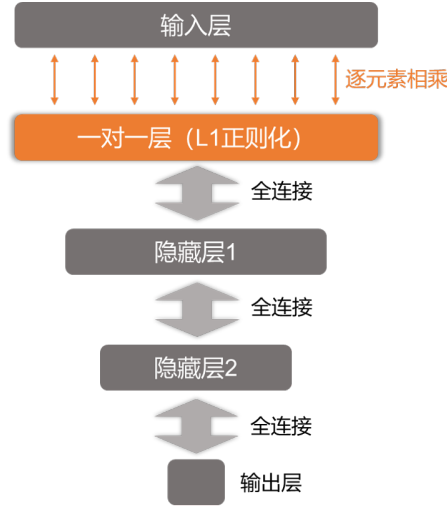 输入层
逐元素相乘
一对一层（L1正则化）
全连接
隐藏层1
全连接
隐藏层2
全连接
输出层